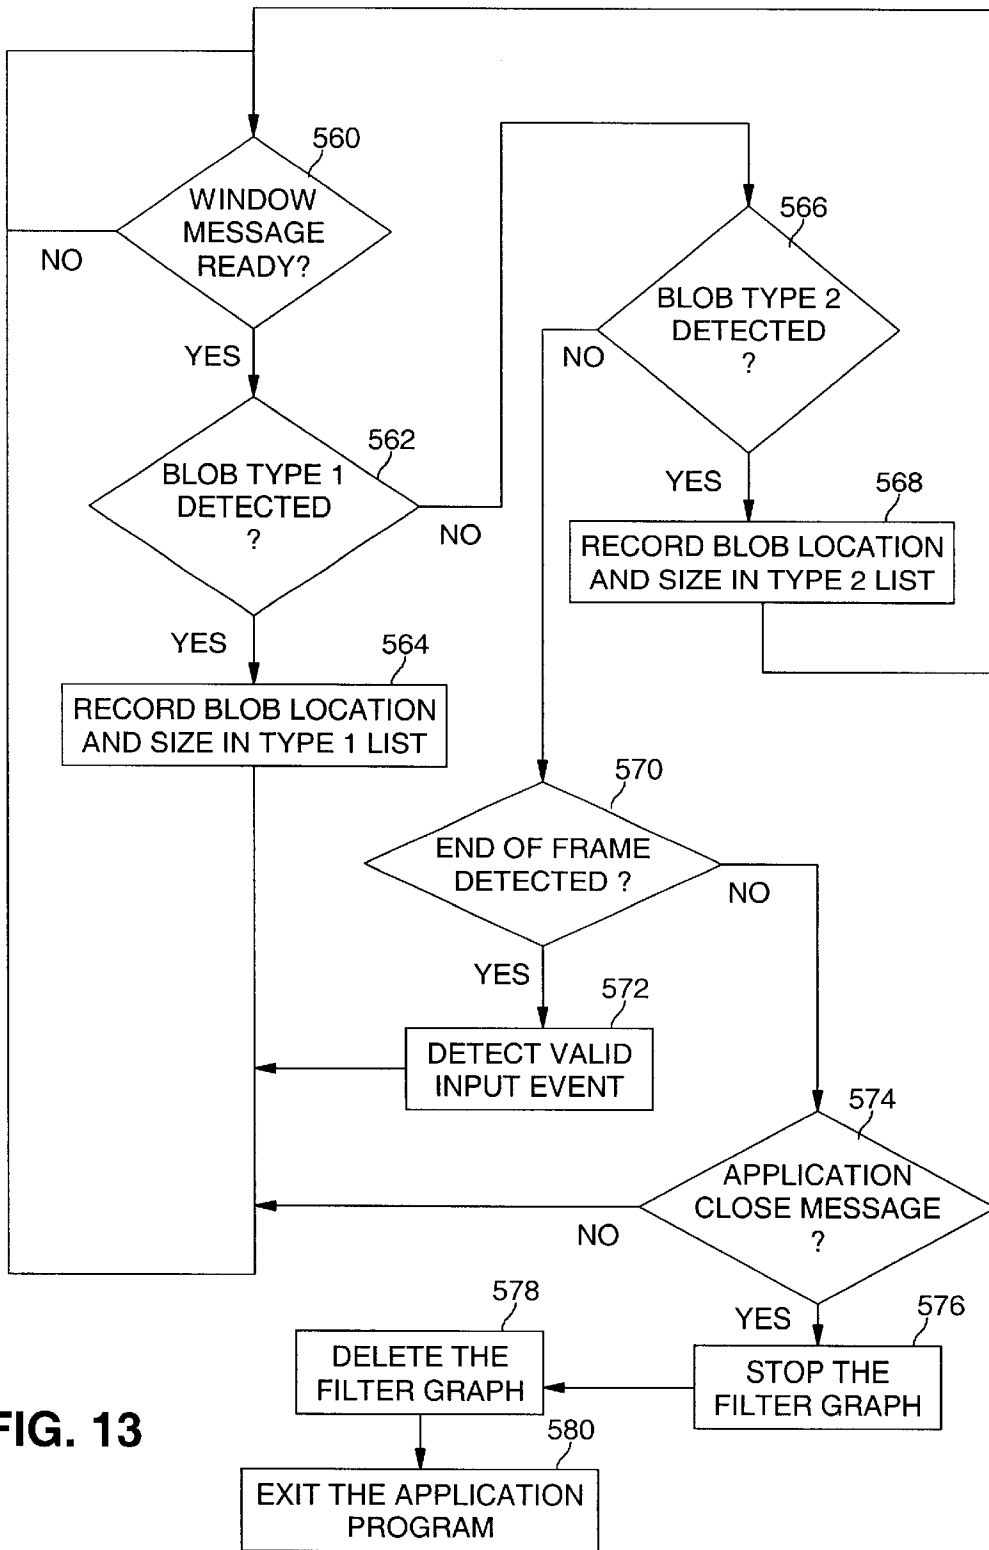 560
WINDOW
MESSAGE
READY?
NO
YES
562
BLOB TYPE 1
DETECTED
?
NO
YES
564
RECORD BLOB LOCATION
AND SIZE IN TYPE 1 LIST
566
BLOB TYPE 2
DETECTED
?
NO
YES
568
RECORD BLOB LOCATION
AND SIZE IN TYPE 2 LIST
570
END OF FRAME
DETECTED ?
NO
YES
572
DETECT VALID
INPUT EVENT
574
APPLICATION
CLOSE MESSAGE
?
NO
YES
576
STOP THE
FILTER GRAPH
578
DELETE THE
FILTER GRAPH
580
EXIT THE APPLICATION
PROGRAM
FIG. 13